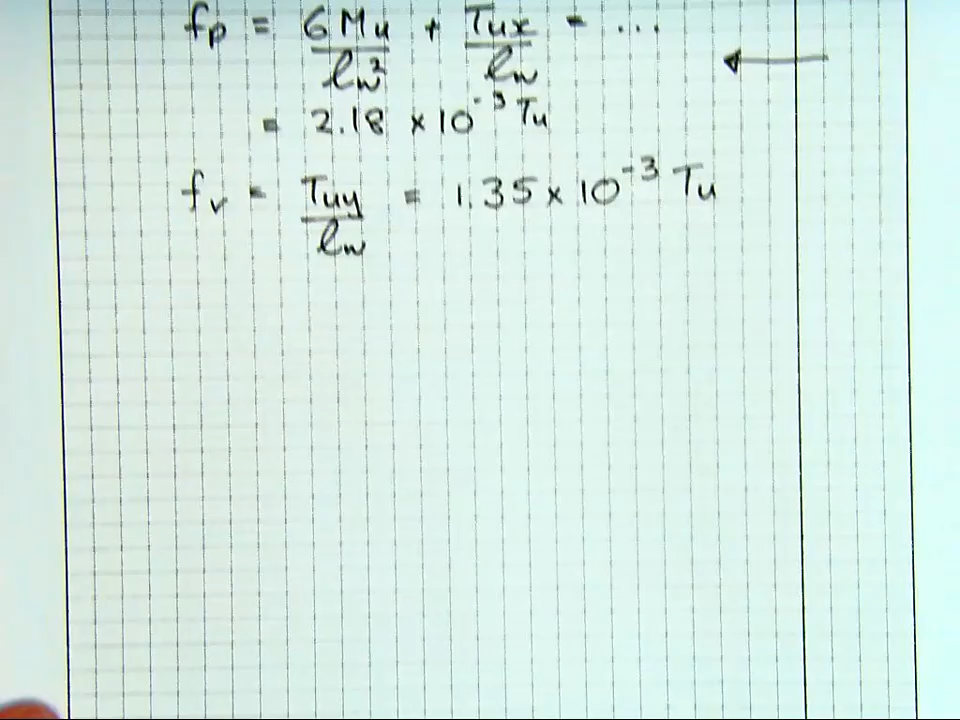 fp = 6Mu/lw² + Tux/lw = ...
= 2.18 ×10⁻³ Tu
fv = Tuy/lw = 1.35 × 10⁻³ Tu